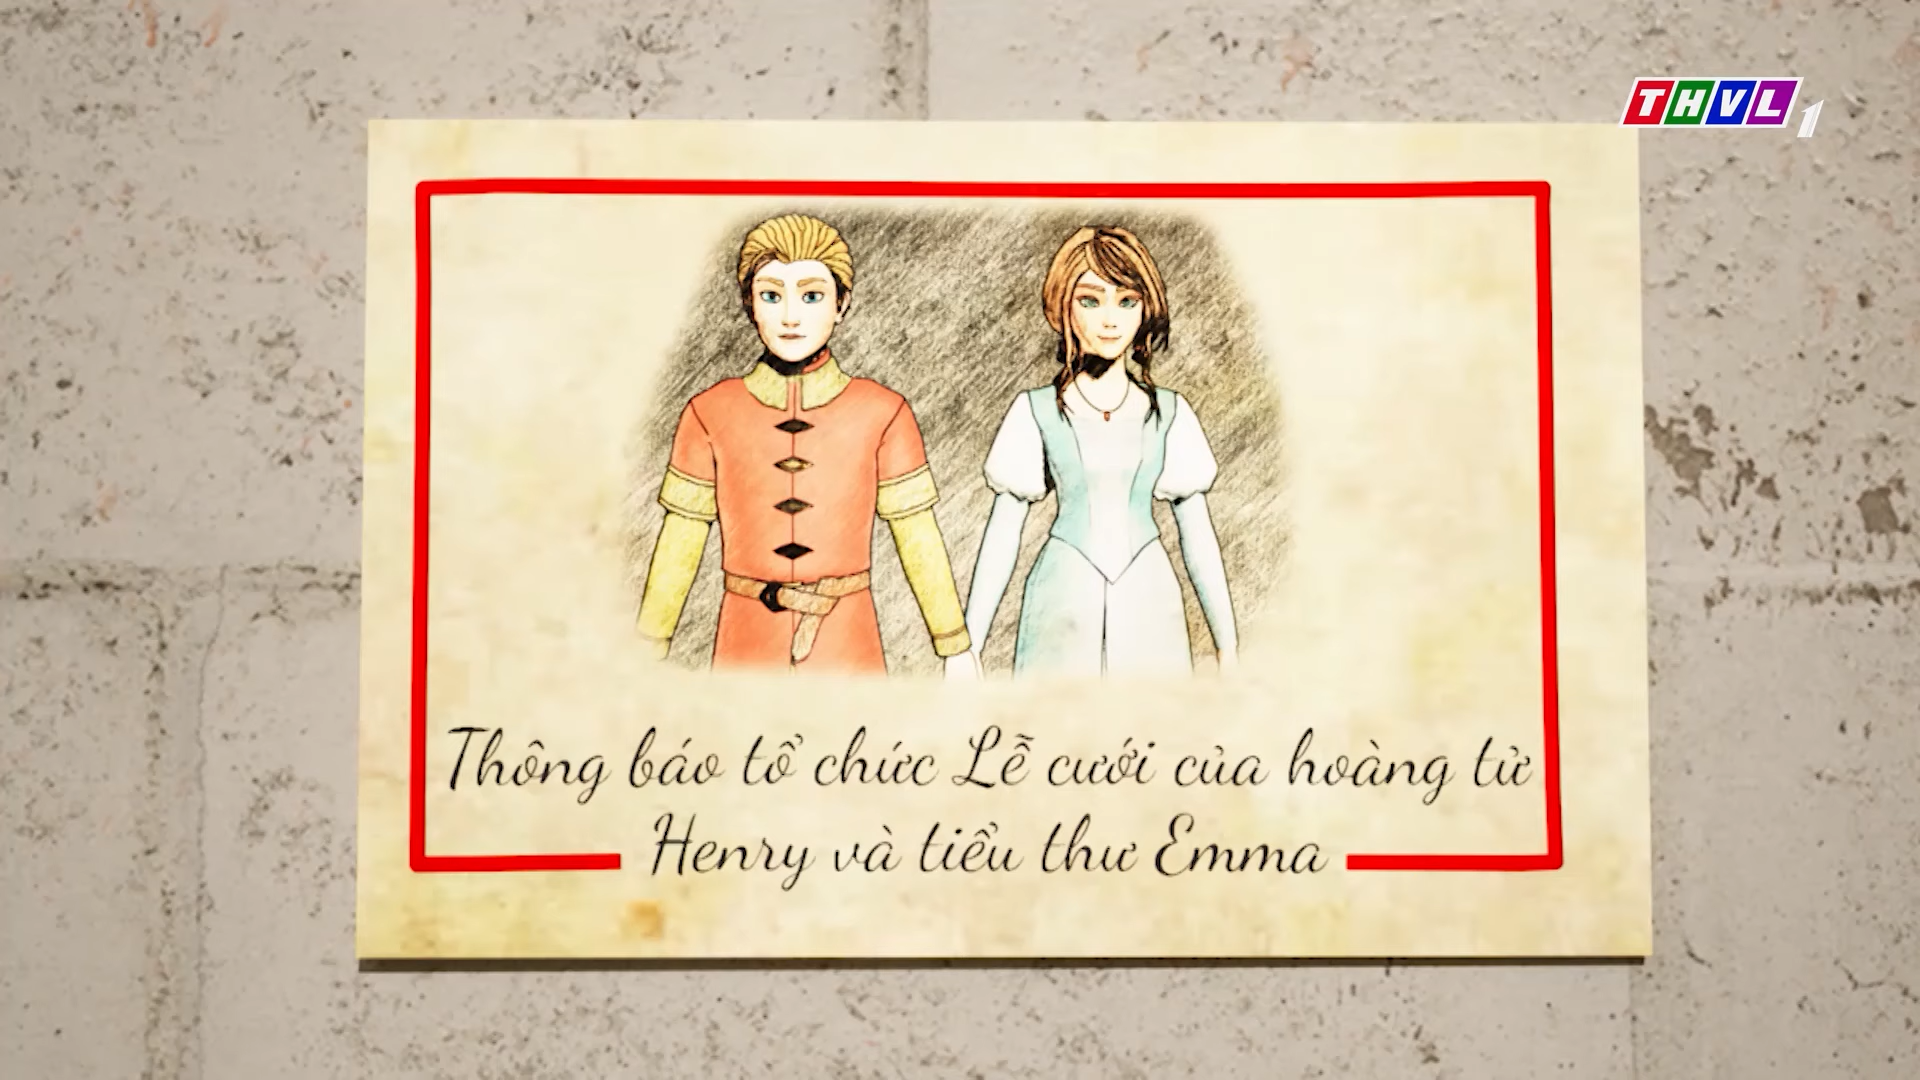 THVL1
Thông báo tổ chức Lễ cưới của hoàng tử
Henry và tiểu thư Emma